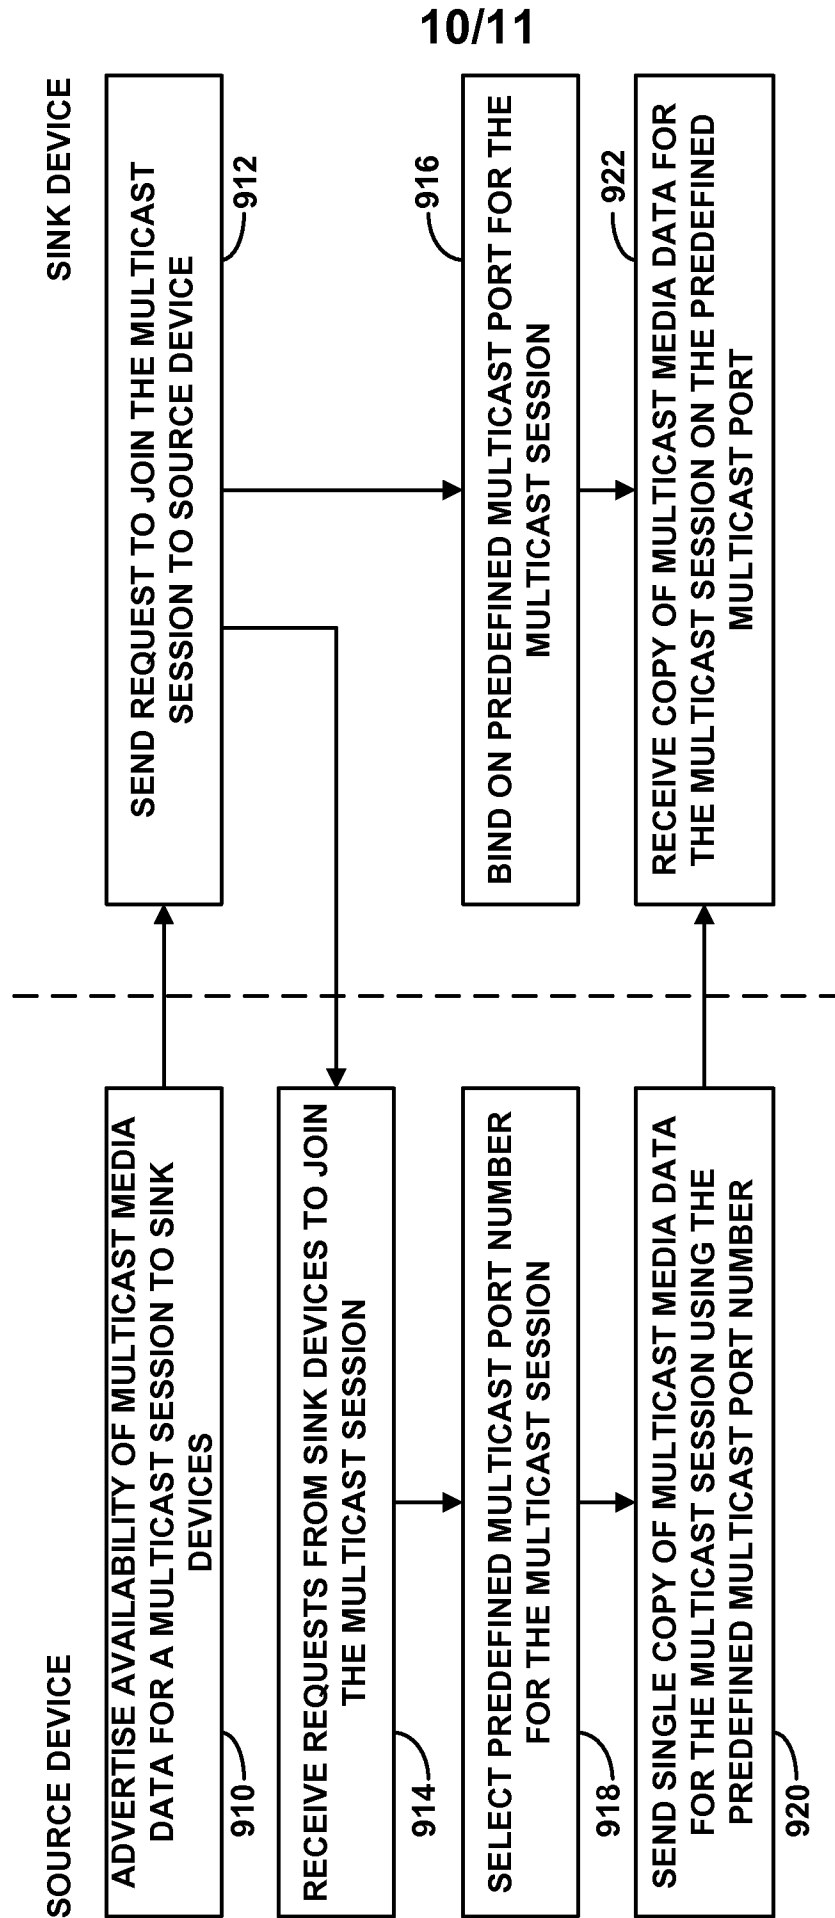 10/11
SOURCE DEVICE
SINK DEVICE
ADVERTISE AVAILABILITY OF MULTICAST MEDIA
DATA FOR A MULTICAST SESSION TO SINK
DEVICES
910
SEND REQUEST TO JOIN THE MULTICAST
SESSION TO SOURCE DEVICE
912
RECEIVE REQUESTS FROM SINK DEVICES TO JOIN
THE MULTICAST SESSION
914
SELECT PREDEFINED MULTICAST PORT NUMBER
FOR THE MULTICAST SESSION
918
BIND ON PREDEFINED MULTICAST PORT FOR THE
MULTICAST SESSION
916
SEND SINGLE COPY OF MULTICAST MEDIA DATA
FOR THE MULTICAST SESSION USING THE
PREDEFINED MULTICAST PORT NUMBER
920
RECEIVE COPY OF MULTICAST MEDIA DATA FOR
THE MULTICAST SESSION ON THE PREDEFINED
MULTICAST PORT
922